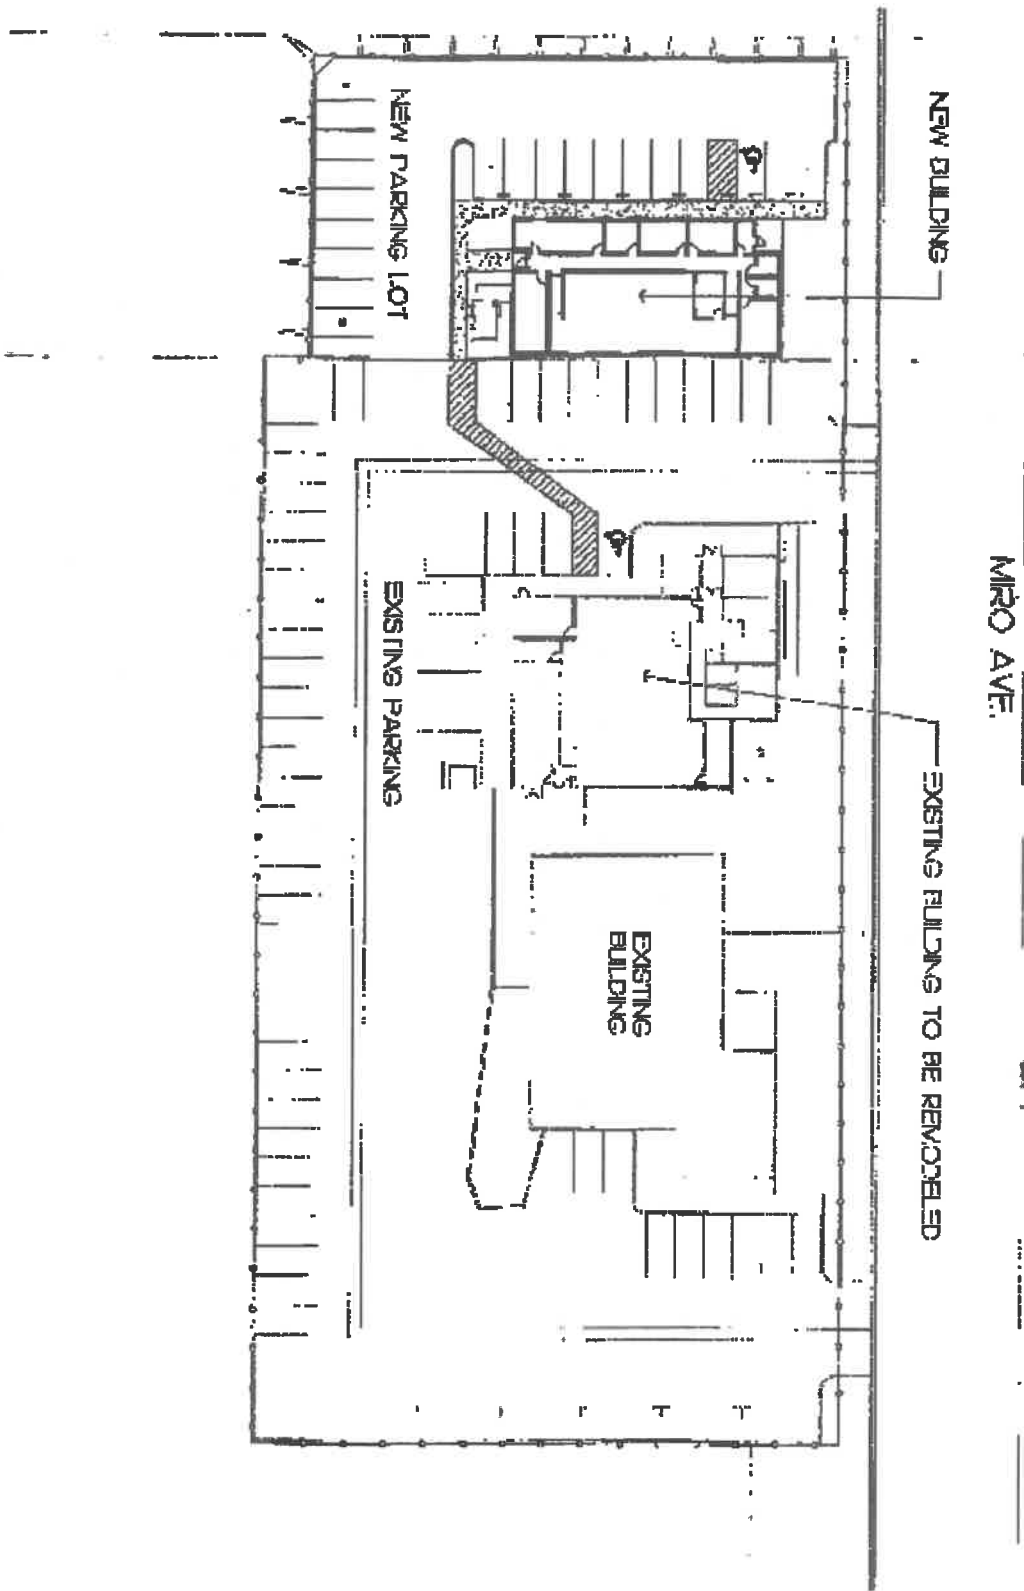 MIRO AVE.
NEW BUILDING
EXISTING BUILDING TO BE REMODELED
NEW PARKING LOT
EXISTING PARKING
EXISTING
BUILDING